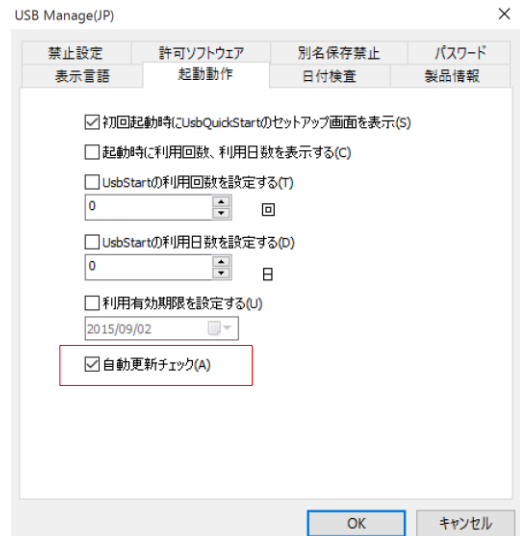 USB Manage(JP)
禁止設定 許可ソフトウェア 別名保存禁止 パスワード
表示言語 起動動作 日付検査 製品情報
初回起動時にUsbQuickStartのセットアップ画面を表示(S)
起動時に利用回数、利用日数を表示する(C)
UsbStartの利用回数を設定する(T)
0 回
UsbStartの利用日数を設定する(D)
0 日
利用有効期限を設定する(U)
2015/09/02
自動更新チェック(A)
OK キャンセル